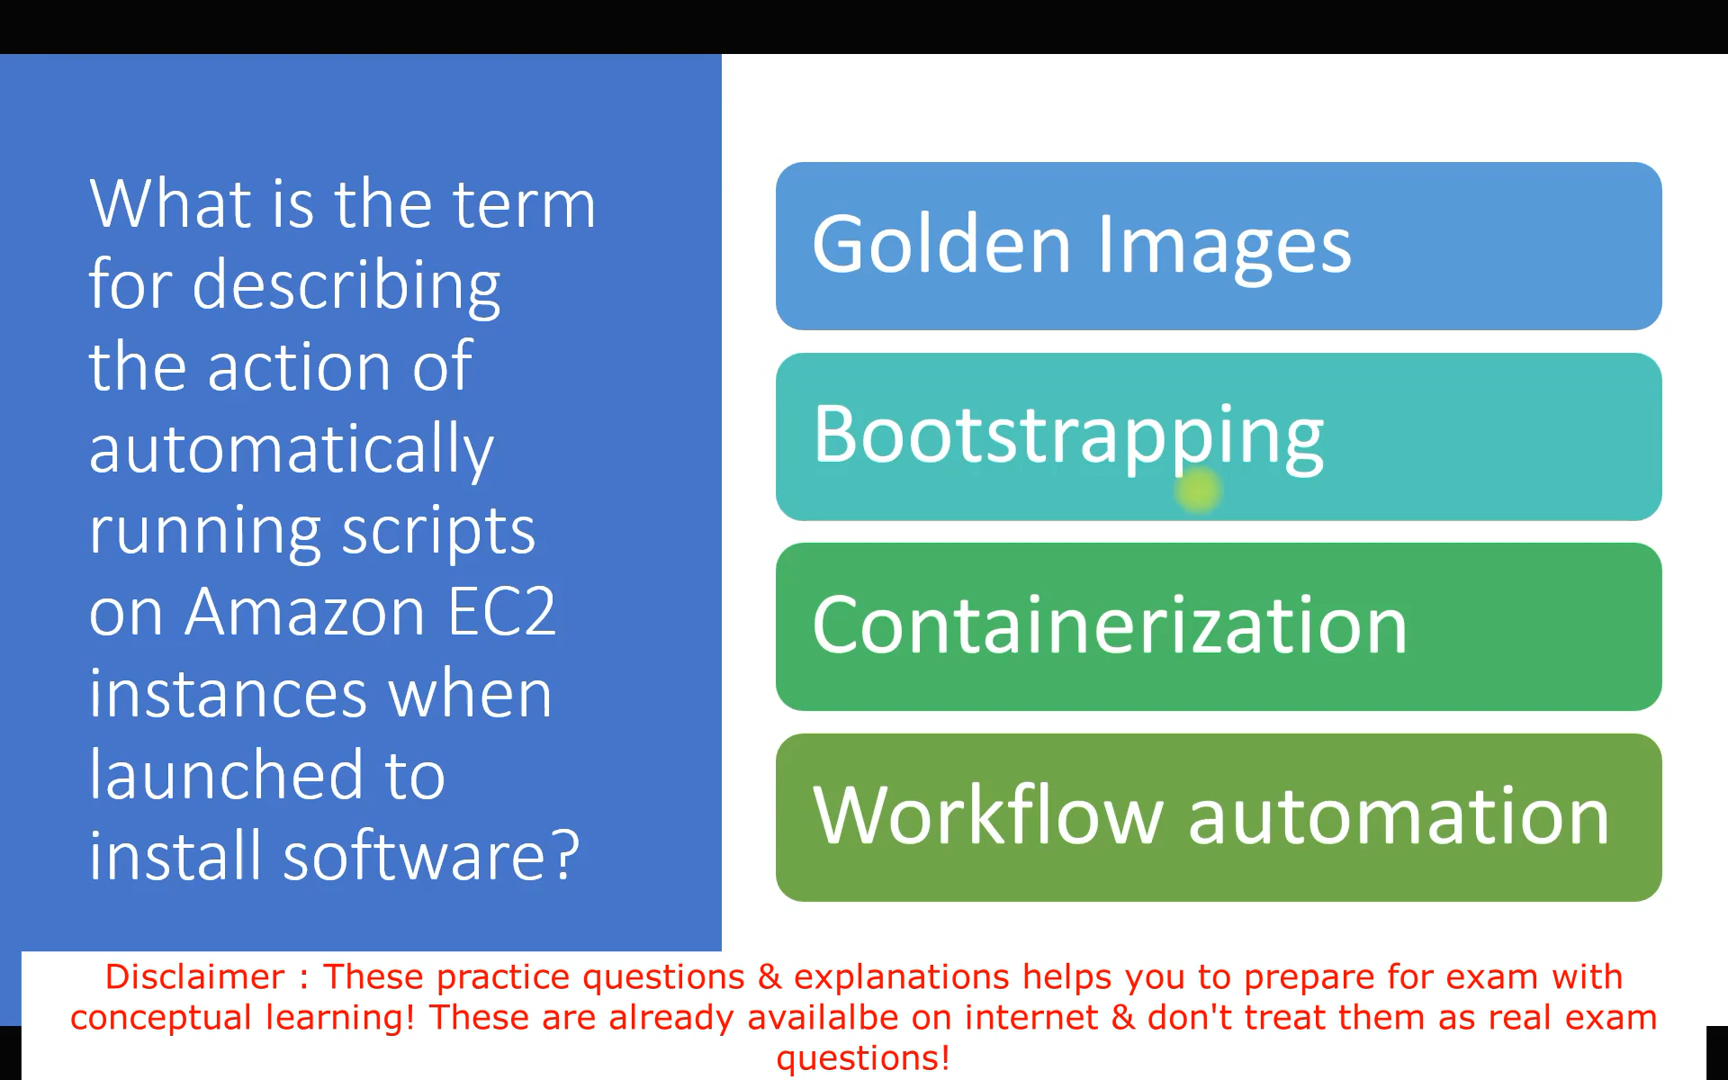 What is the term
for describing
the action of
automatically
running scripts
on Amazon EC2
instances when
launched to
install software?
Golden Images
Bootstrapping
Containerization
Workflow automation
Disclaimer : These practice questions & explanations helps you to prepare for exam with
conceptual learning! These are already availalbe on internet & don't treat them as real exam
questions!